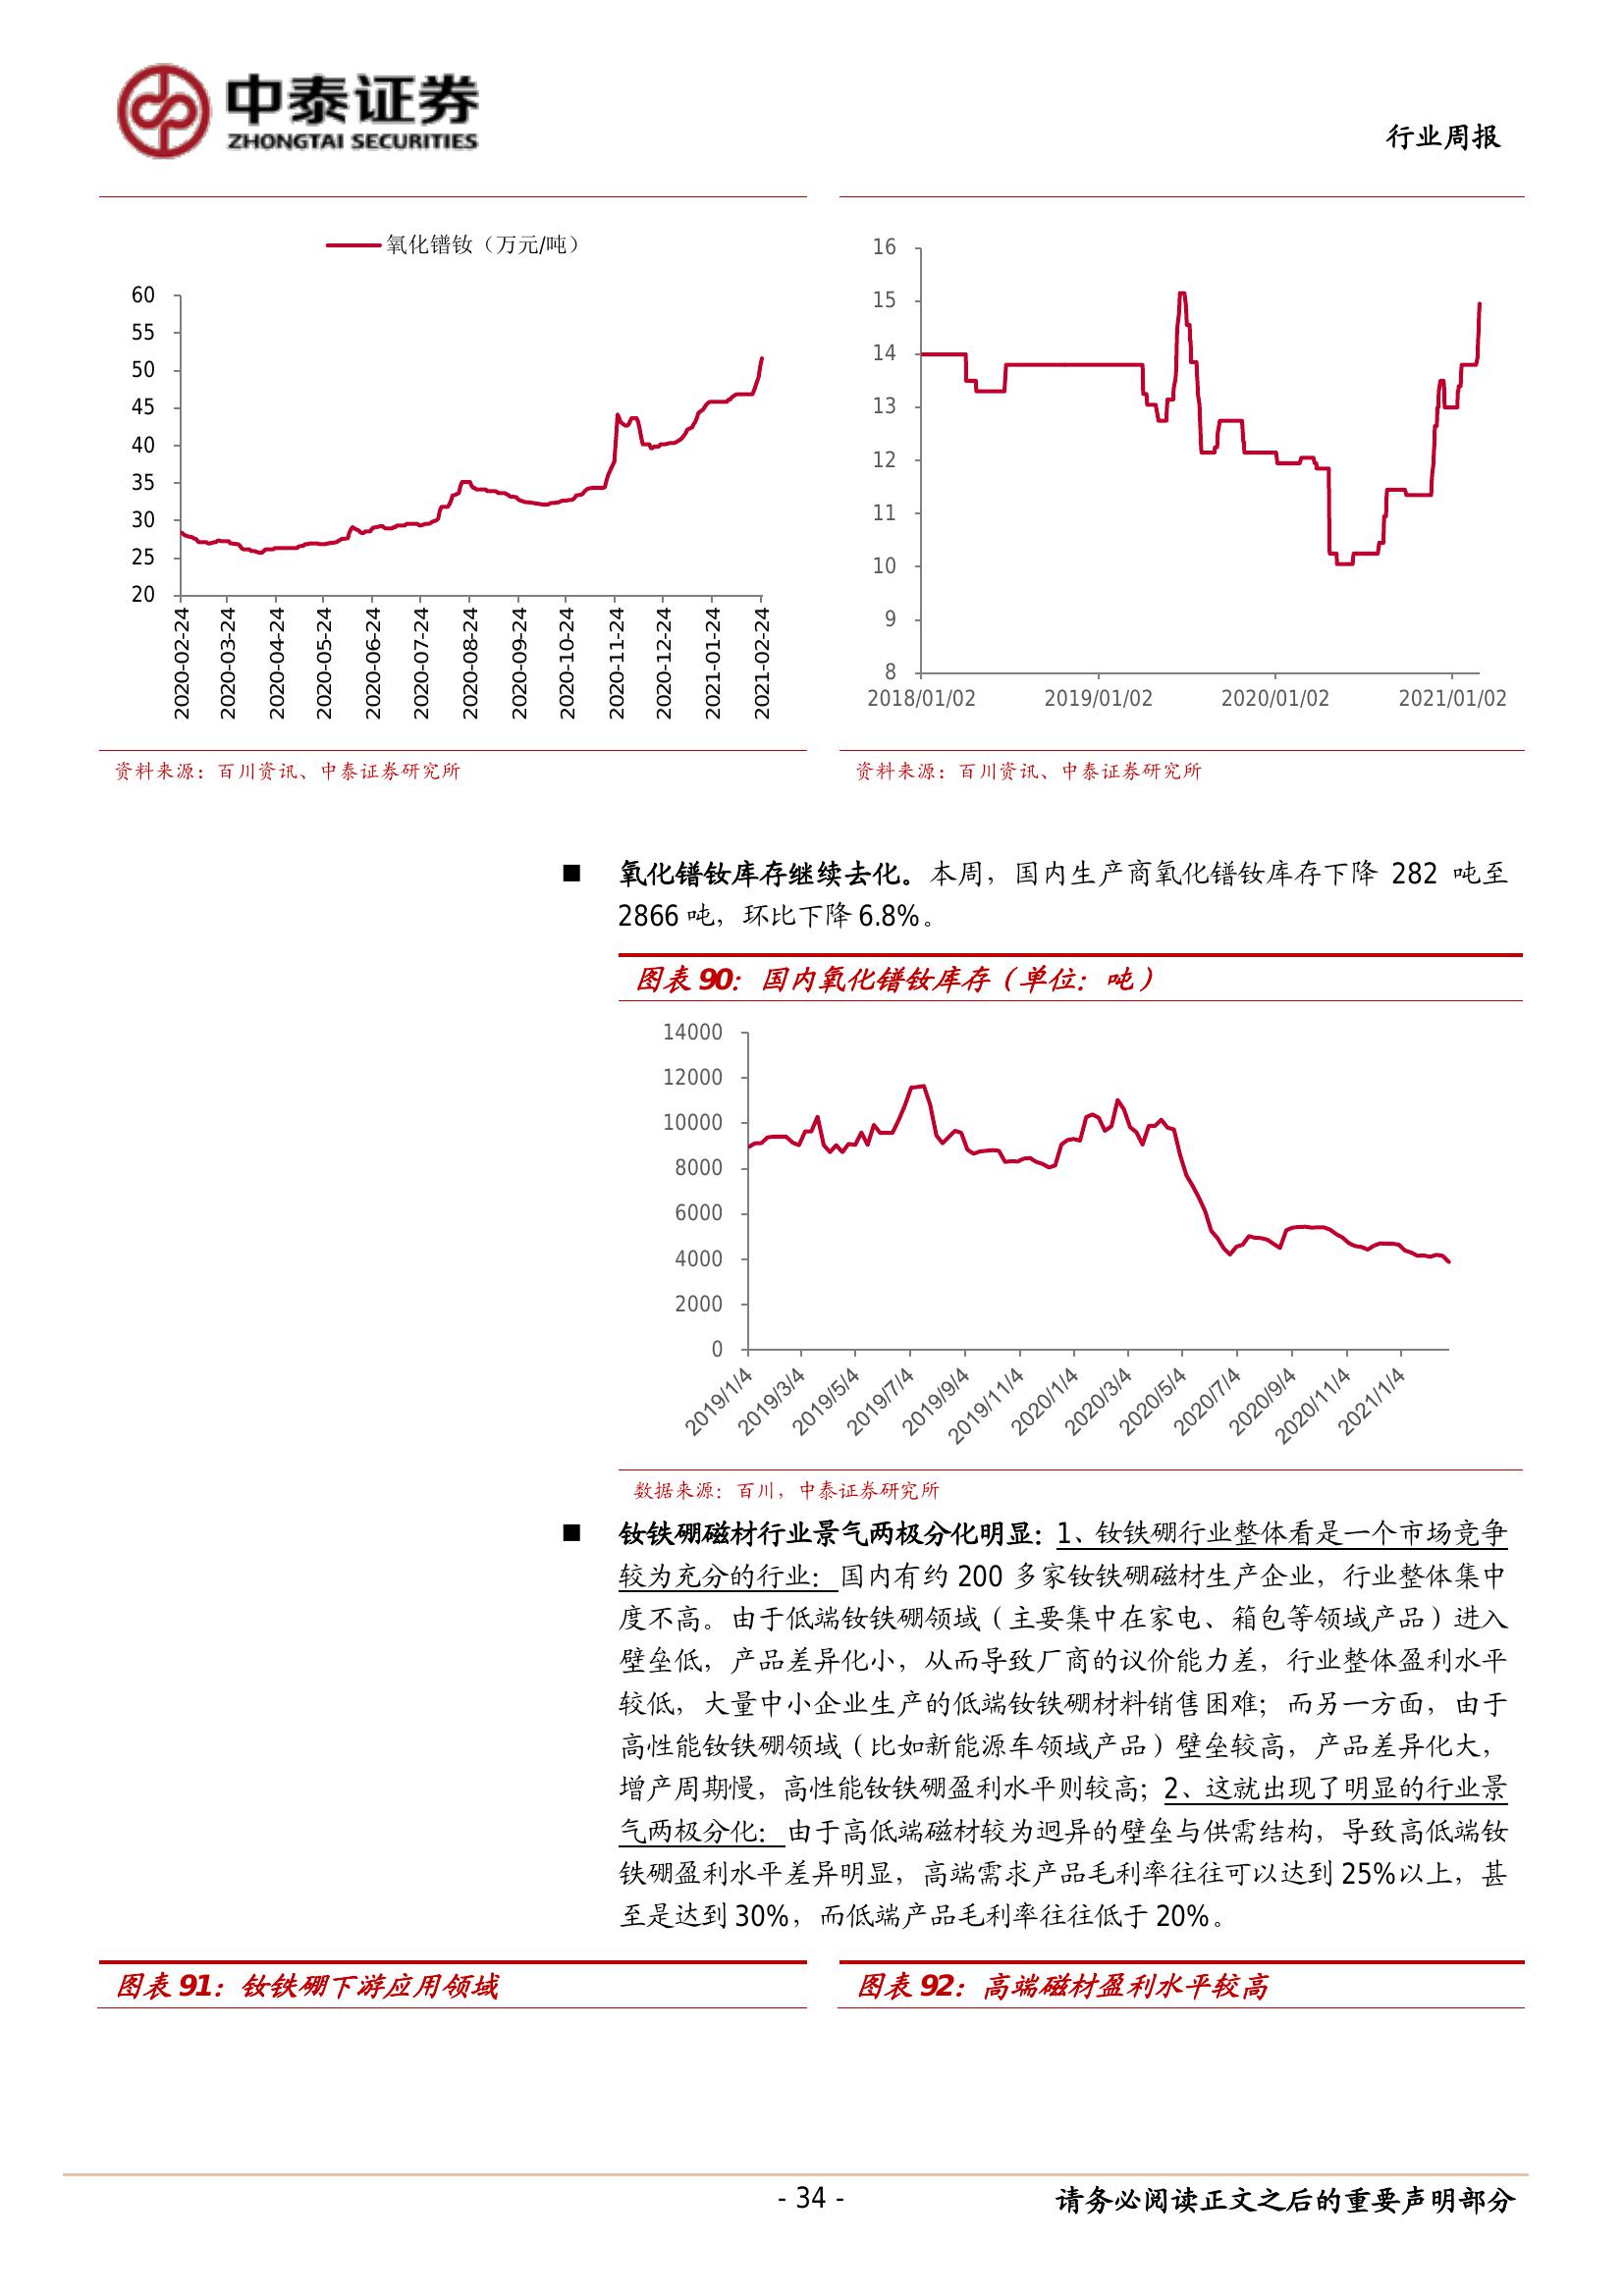 中泰证券
ZHONGTAI SECURITIES
行业周报
氧化镨钕（万元/吨）
60
55
50
45
40
35
30
25
20
2020-02-24
2020-03-24
2020-04-24
2020-05-24
2020-06-24
2020-07-24
2020-08-24
2020-09-24
2020-10-24
2020-11-24
2020-12-24
2021-01-24
2021-02-24
16
15
14
13
12
11
10
9
8
2018/01/02
2019/01/02
2020/01/02
2021/01/02
资料来源：百川资讯、中泰证券研究所
资料来源：百川资讯、中泰证券研究所
■ 氧化镨钕库存继续去化。本周，国内生产商氧化镨钕库存下降 282 吨至
2866 吨，环比下降 6.8%。
图表 90：国内氧化镨钕库存（单位：吨）
14000
12000
10000
8000
6000
4000
2000
0
2019/1/4
2019/3/4
2019/5/4
2019/7/4
2019/9/4
2019/11/4
2020/1/4
2020/3/4
2020/5/4
2020/7/4
2020/9/4
2020/11/4
2021/1/4
数据来源：百川，中泰证券研究所
■ 钕铁硼磁材行业景气两极分化明显：1、钕铁硼行业整体看是一个市场竞争
较为充分的行业：国内有约 200 多家钕铁硼磁材生产企业，行业整体集中
度不高。由于低端钕铁硼领域（主要集中在家电、箱包等领域产品）进入
壁垒低，产品差异化小，从而导致厂商的议价能力差，行业整体盈利水平
较低，大量中小企业生产的低端钕铁硼材料销售困难；而另一方面，由于
高性能钕铁硼领域（比如新能源车领域产品）壁垒较高，产品差异化大，
增产周期慢，高性能钕铁硼盈利水平则较高；2、这就出现了明显的行业景
气两极分化：由于高低端磁材较为迥异的壁垒与供需结构，导致高低端钕
铁硼盈利水平差异明显，高端需求产品毛利率往往可以达到 25%以上，甚
至是达到 30%，而低端产品毛利率往往低于 20%。
图表 91：钕铁硼下游应用领域
图表 92：高端磁材盈利水平较高
- 34 -
请务必阅读正文之后的重要声明部分